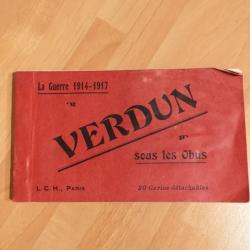 La Guerre 1914-1917
VERDUN
sous les Obus
L. C. H., Paris
20 Cartes détachables